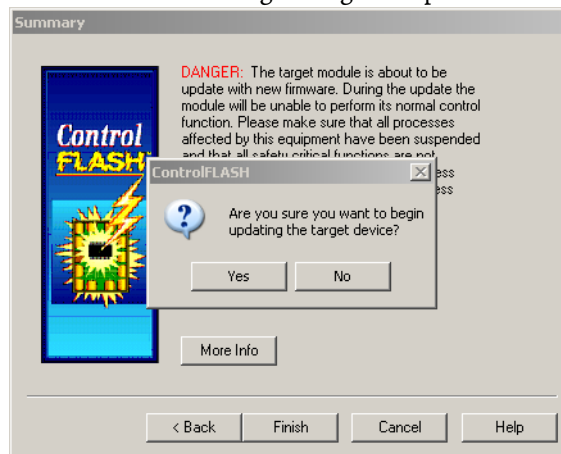 Summary
DANGER: The target module is about to be
update with new firmware. During the update the
module will be unable to perform its normal control
function. Please make sure that all processes
affected by this equipment have been suspended
and that all safety critical functions are not
ess
ess
Control
FLASH
ControlFLASH
Are you sure you want to begin
updating the target device?
Yes No
More Info
< Back Finish Cancel Help